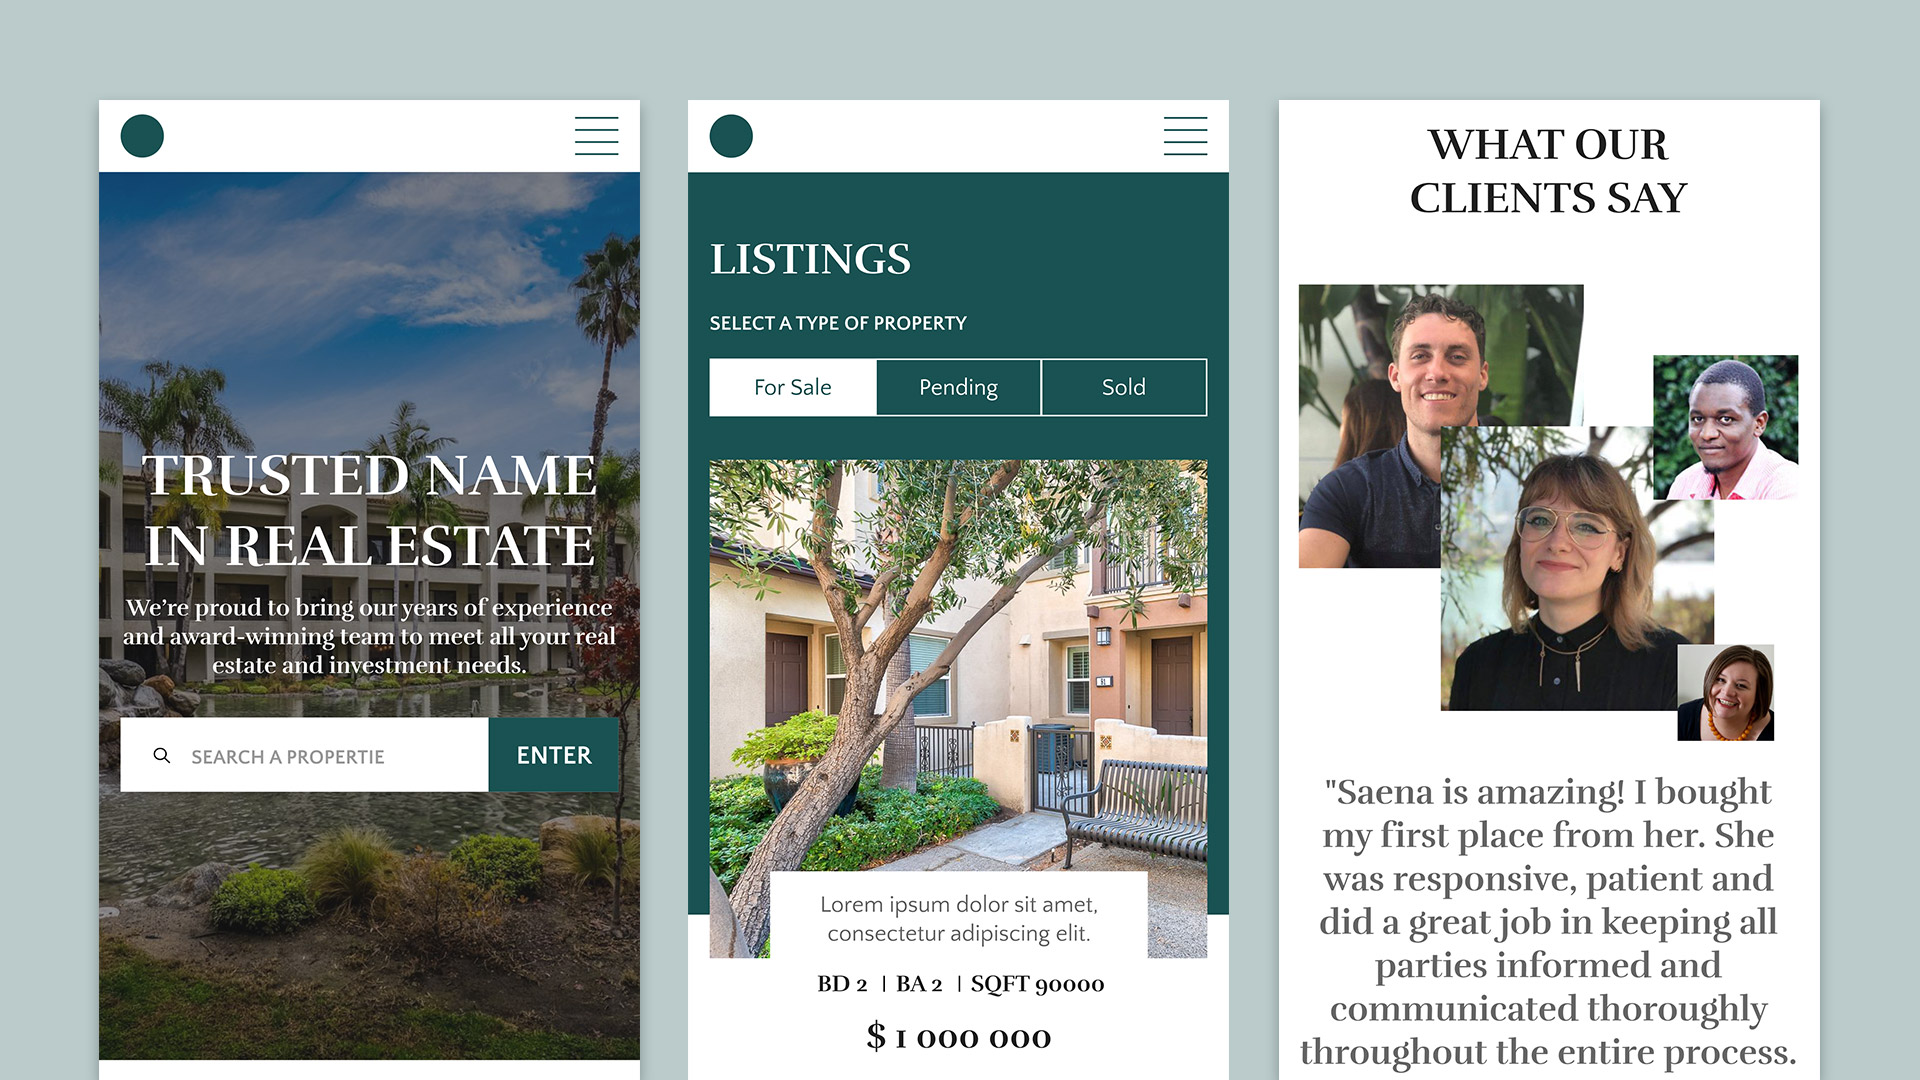 TRUSTED NAME
IN REAL ESTATE
We’re proud to bring our years of experience
and award-winning team to meet all your real
estate and investment needs.
SEARCH A PROPERTIE
ENTER
LISTINGS
SELECT A TYPE OF PROPERTY
For Sale
Pending
Sold
Lorem ipsum dolor sit amet,
consectetur adipiscing elit.
BD 2 | BA 2 | SQFT 90000
$ 1 000 000
WHAT OUR
CLIENTS SAY
"Saena is amazing! I bought
my first place from her. She
was responsive, patient and
did a great job in keeping all
parties informed and
communicated thoroughly
throughout the entire process.